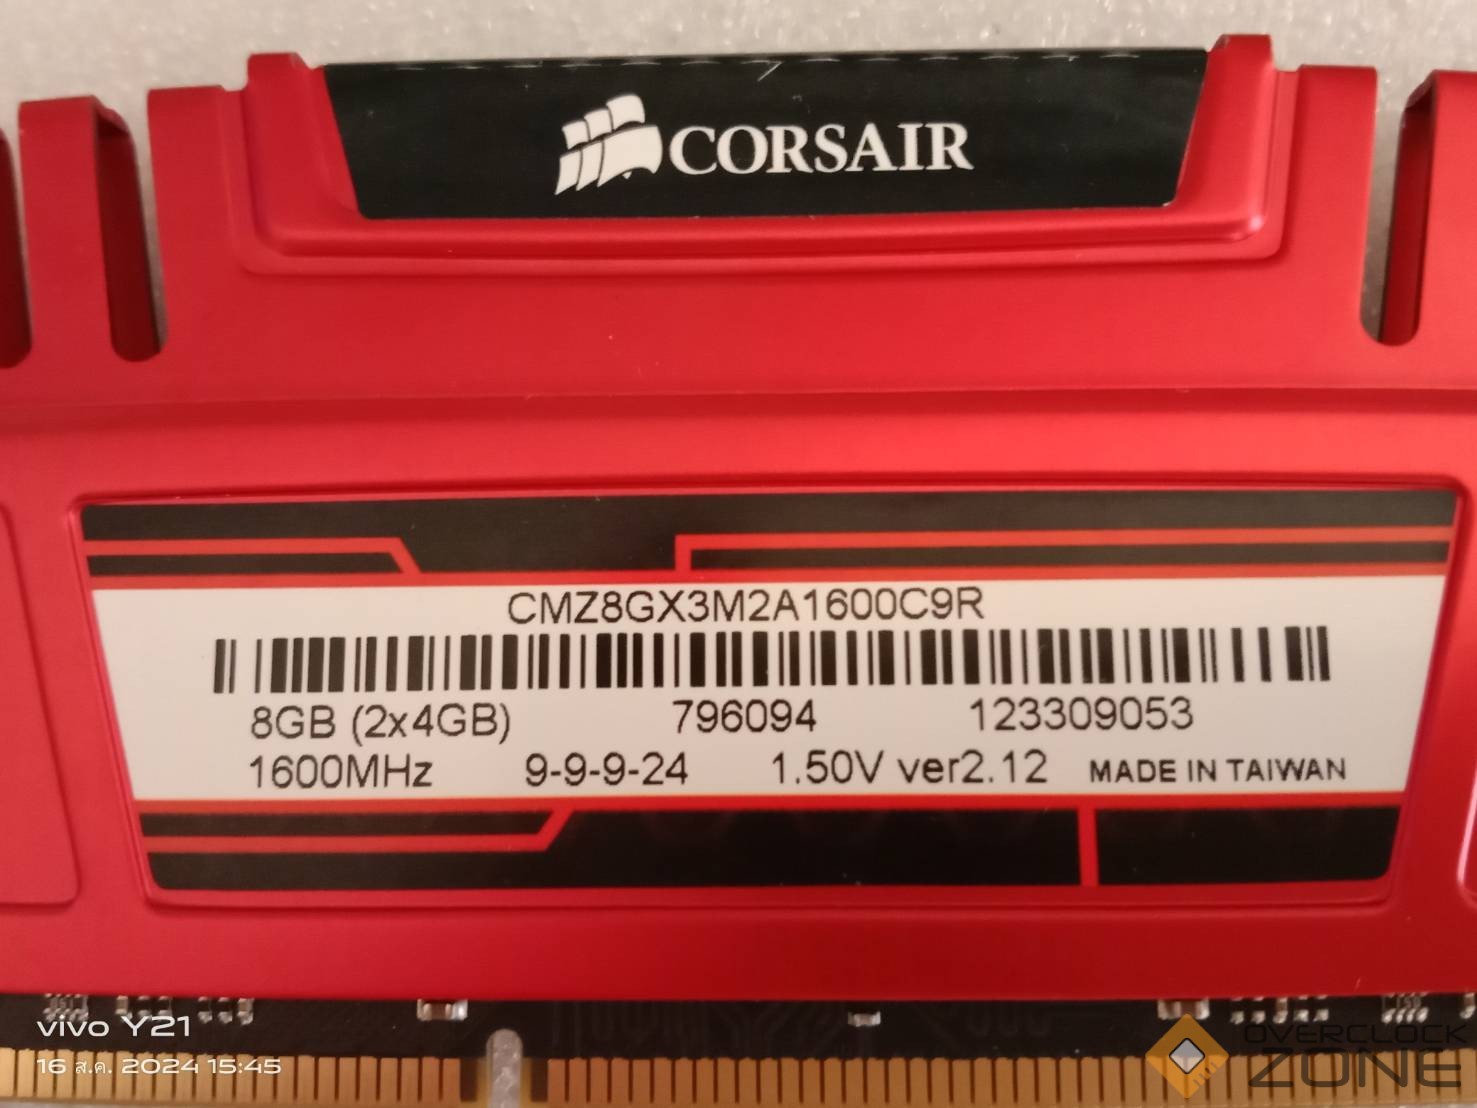 CORSAIR
CMZ8GX3M2A1600C9R
8GB (2x4GB) 796094 123309053
1600MHz 9-9-9-24 1.50V ver2.12 MADE IN TAIWAN
vivo Y21
16 ส.ค. 2024 15:45
OVERCLOCK
ZONE